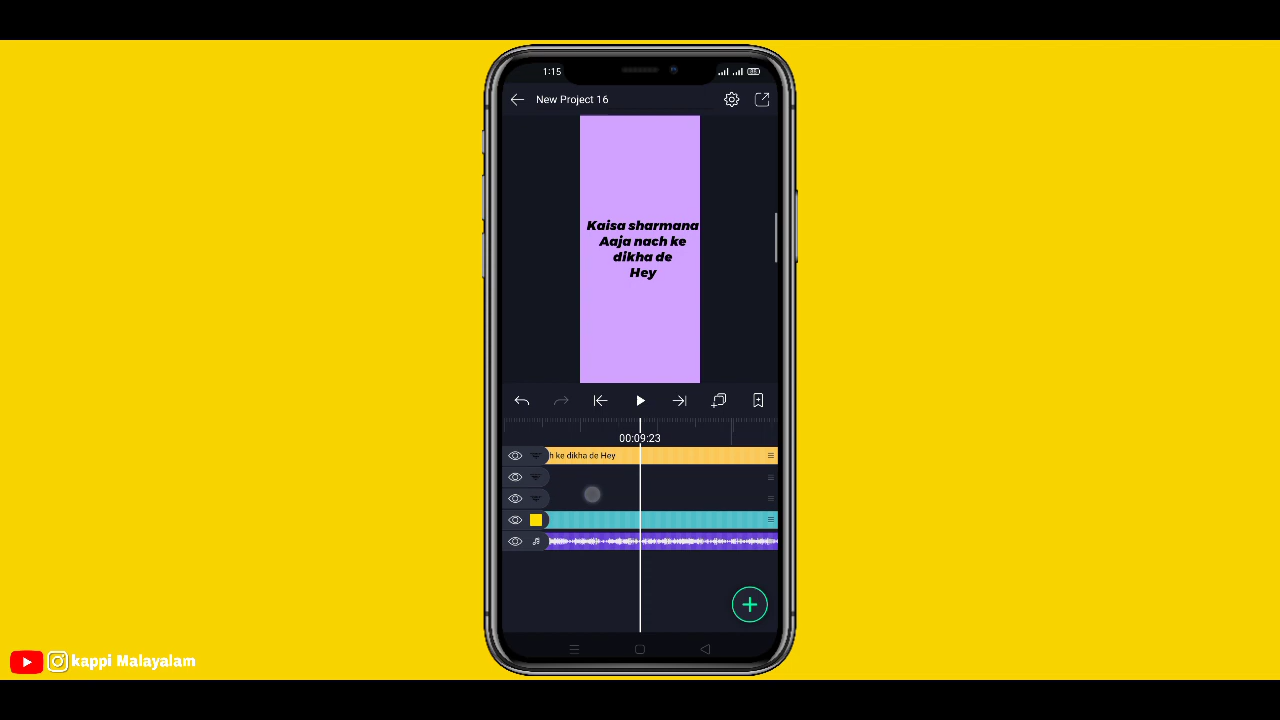 1:15
New Project 16
Kaisa sharmana
Aaja nach ke
dikha de
Hey
00:09:23
h ke dikha de Hey
kappi Malayalam